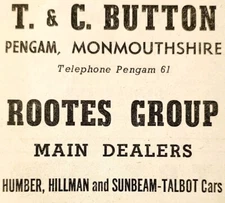 T. & C. BUTTON
PENGAM, MONMOUTHSHIRE
Telephone Pengam 61
ROOTES GROUP
MAIN DEALERS
HUMBER, HILLMAN and SUNBEAM-TALBOT Cars